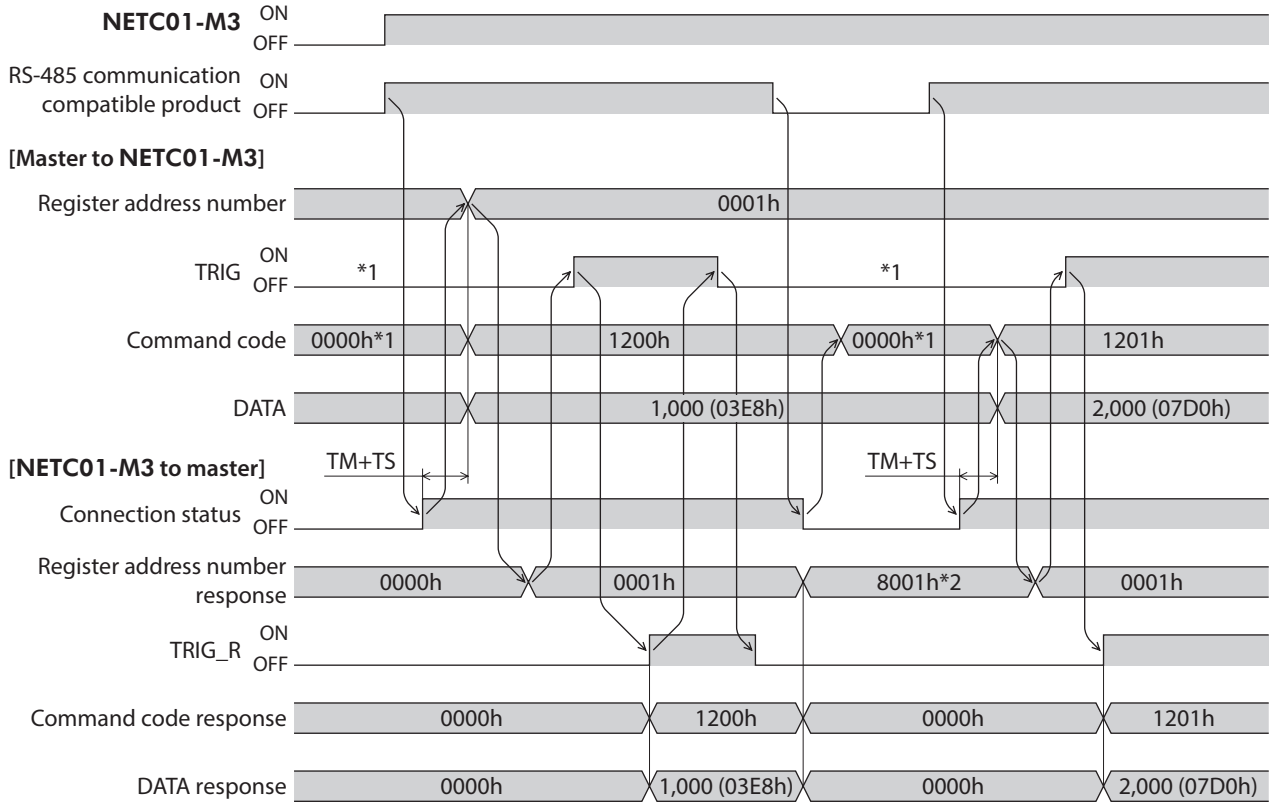 NETC01-M3 ON
OFF
RS-485 communication ON
compatible product OFF
[Master to NETC01-M3]
Register address number 0001h
ON
TRIG *1 *1
OFF
Command code 0000h*1 1200h 0000h*1 1201h
DATA 1,000 (03E8h) 2,000 (07D0h)
[NETC01-M3 to master] TM+TS TM+TS
ON
Connection status
OFF
Register address number
response 0000h 0001h 8001h*2 0001h
ON
TRIG_R
OFF
Command code response 0000h 1200h 0000h 1201h
DATA response 0000h 1,000 (03E8h) 0000h 2,000 (07D0h)